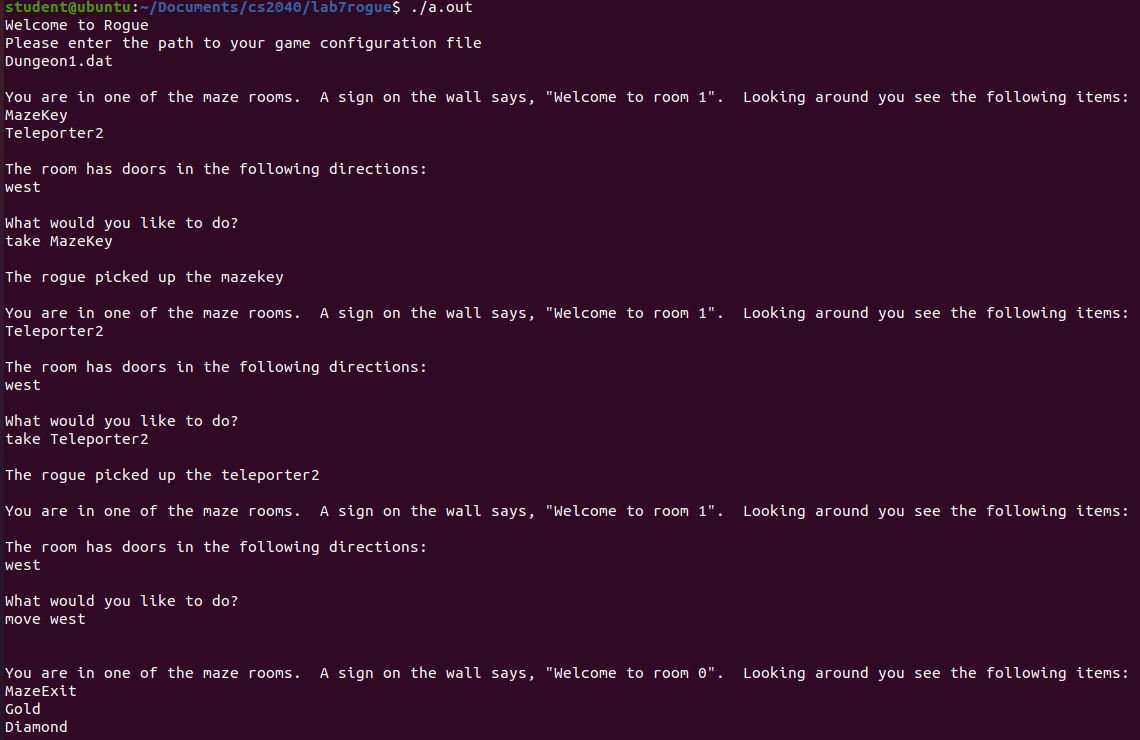 student@ubuntu:~/Documents/cs2040/lab7rogue$ ./a.out
Welcome to Rogue
Please enter the path to your game configuration file
Dungeon1.dat
You are in one of the maze rooms.  A sign on the wall says, "Welcome to room 1".  Looking around you see the following items:
MazeKey
Teleporter2
The room has doors in the following directions:
west
What would you like to do?
take MazeKey
The rogue picked up the mazekey
You are in one of the maze rooms.  A sign on the wall says, "Welcome to room 1".  Looking around you see the following items:
Teleporter2
The room has doors in the following directions:
west
What would you like to do?
take Teleporter2
The rogue picked up the teleporter2
You are in one of the maze rooms.  A sign on the wall says, "Welcome to room 1".  Looking around you see the following items:
The room has doors in the following directions:
west
What would you like to do?
move west
You are in one of the maze rooms.  A sign on the wall says, "Welcome to room 0".  Looking around you see the following items:
MazeExit
Gold
Diamond